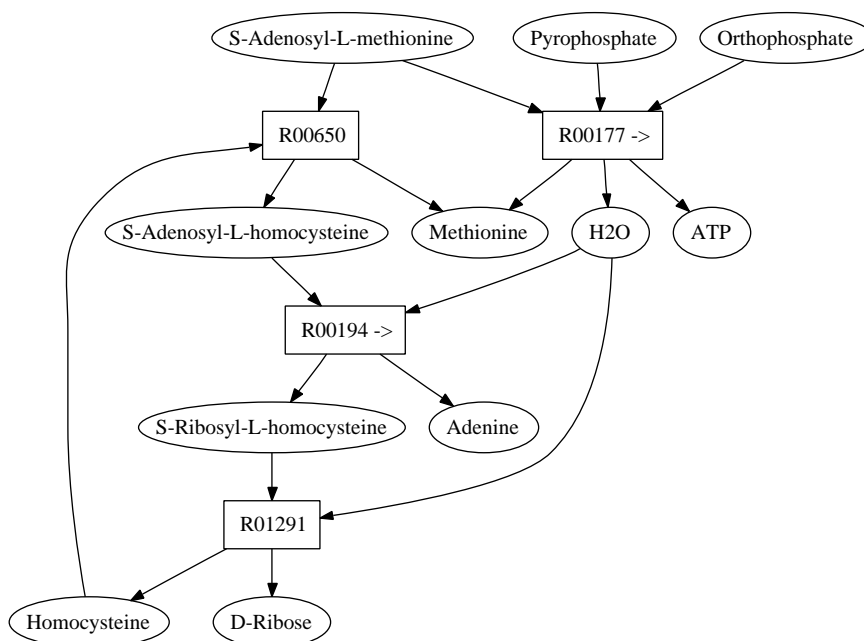 S-Adenosyl-L-methionine
Pyrophosphate
Orthophosphate
R00650
R00177 ->
S-Adenosyl-L-homocysteine
Methionine
H2O
ATP
R00194 ->
S-Ribosyl-L-homocysteine
Adenine
R01291
Homocysteine
D-Ribose